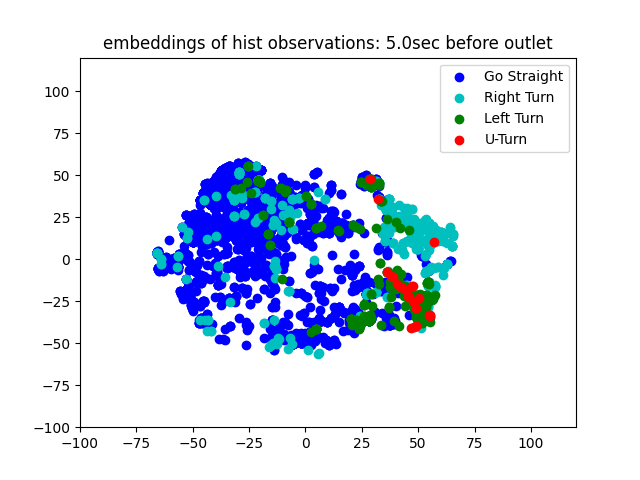 embeddings of hist observations: 5.0sec before outlet
Go Straight
Right Turn
Left Turn
U-Turn
100
75
50
25
0
−25
−50
−75
−100
−100 −75 −50 −25 0 25 50 75 100